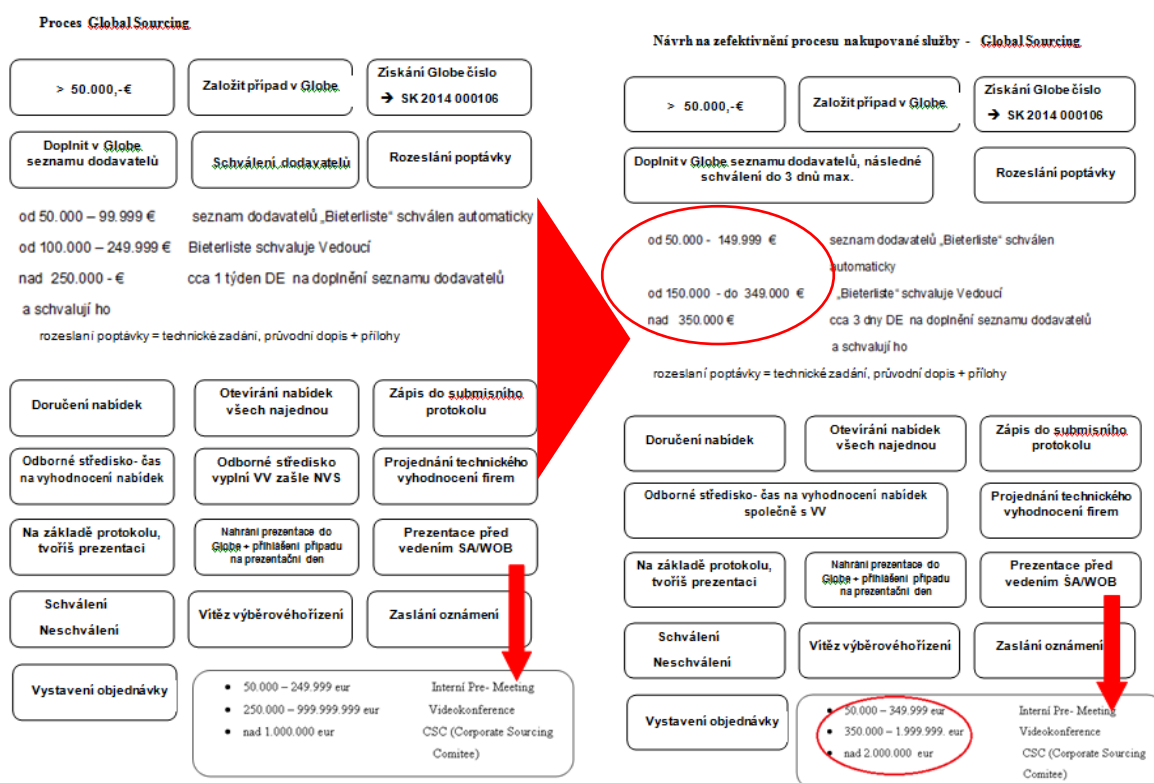 Proces Global Sourcing
> 50.000,-€
Založit případ v Globe
Získání Globe číslo
→ SK 2014 000106
Doplnit v Globe
seznamu dodavatelů
Schválení dodavatelů
Rozeslání poptávky
od 50.000 – 99.999 € seznam dodavatelů „Bieterliste“ schválen automaticky
od 100.000 – 249.999 € Bieterliste schvaluje Vedoucí
nad 250.000 - € cca 1 týden DE na doplnění seznamu dodavatelů
a schvalují ho
rozeslaní poptávky = technické zadání, průvodní dopis + přílohy
Doručení nabídek
Otevírání nabídek
všech najednou
Zápis do submisního
protokolu
Odborné středisko- čas
na vyhodnocení nabídek
Odborné středisko
vyplní VV zašle NVS
Projednání technického
vyhodnocení firem
Na základě protokolu,
tvoříš prezentaci
Nahrání prezentace do
Globe + přihlášení případu
na prezentační den
Prezentace před
vedením SA/WOB
Schválení
Neschválení
Vítěz výběrovéhořízení
Zaslání oznámení
Vystavení objednávky
• 50.000 – 249.999 eur Interní Pre- Meeting
• 250.000 – 999.999.999 eur Videokonference
• nad 1.000.000 eur CSC (Corporate Sourcing
Comitee)
Návrh na zefektivnění procesu nakupované služby - Global Sourcing
> 50.000,-€
Založit případ v Globe
Získání Globe číslo
→ SK 2014 000106
Doplnit v Globe seznamu dodavatelů, následné
schválení do 3 dnů max.
Rozeslání poptávky
od 50.000 - 149.999 € seznam dodavatelů „Bieterliste“ schválen
automaticky
od 150.000 - do 349.000 € „Bieterliste“ schvaluje Vedoucí
nad 350.000 € cca 3 dny DE na doplnění seznamu dodavatelů
a schvalují ho
rozeslaní poptávky = technické zadání, průvodní dopis + přílohy
Doručení nabídek
Otevírání nabídek
všech najednou
Zápis do submisního
protokolu
Odborné středisko- čas na vyhodnocení nabídek
společně s VV
Projednání technického
vyhodnocení firem
Na základě protokolu,
tvoříš prezentaci
Nahrání prezentace do
Globe + přihlášení případu
na prezentační den
Prezentace před
vedením ŠA/WOB
Schválení
Neschválení
Vítěz výběrovéhořízení
Zaslání oznámení
Vystavení objednávky
• 50.000 – 349.999 eur Interní Pre- Meeting
• 350.000 – 1.999.999. eur Videokonference
• nad 2.000.000 eur CSC (Corporate Sourcing
Comitee)